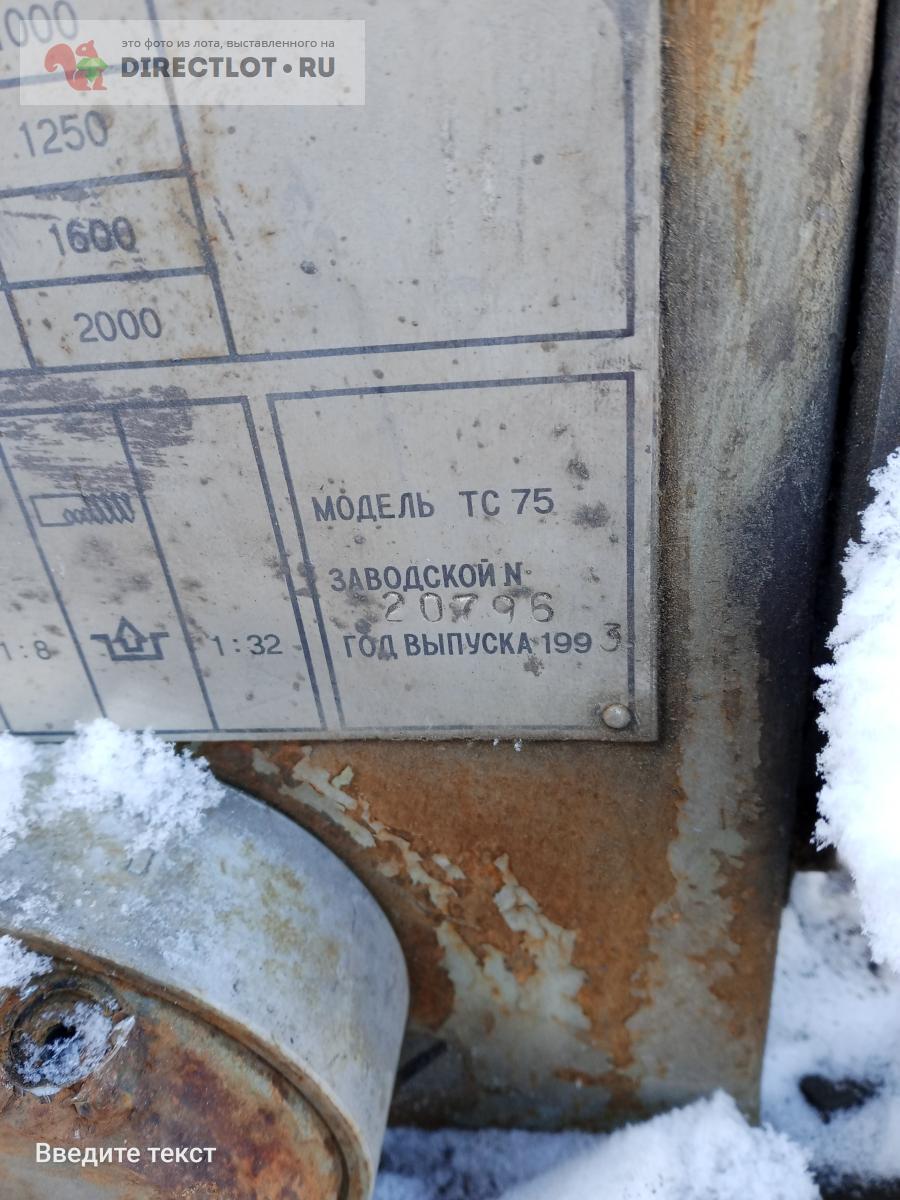 1000
это фото из лота, выставленного на
DIRECTLOT•RU
1250
1600
2000
МОДЕЛЬ ТС 75
ЗАВОДСКОЙ N
20796
ГОД ВЫПУСКА 1993
1:8
1:32
Введите текст